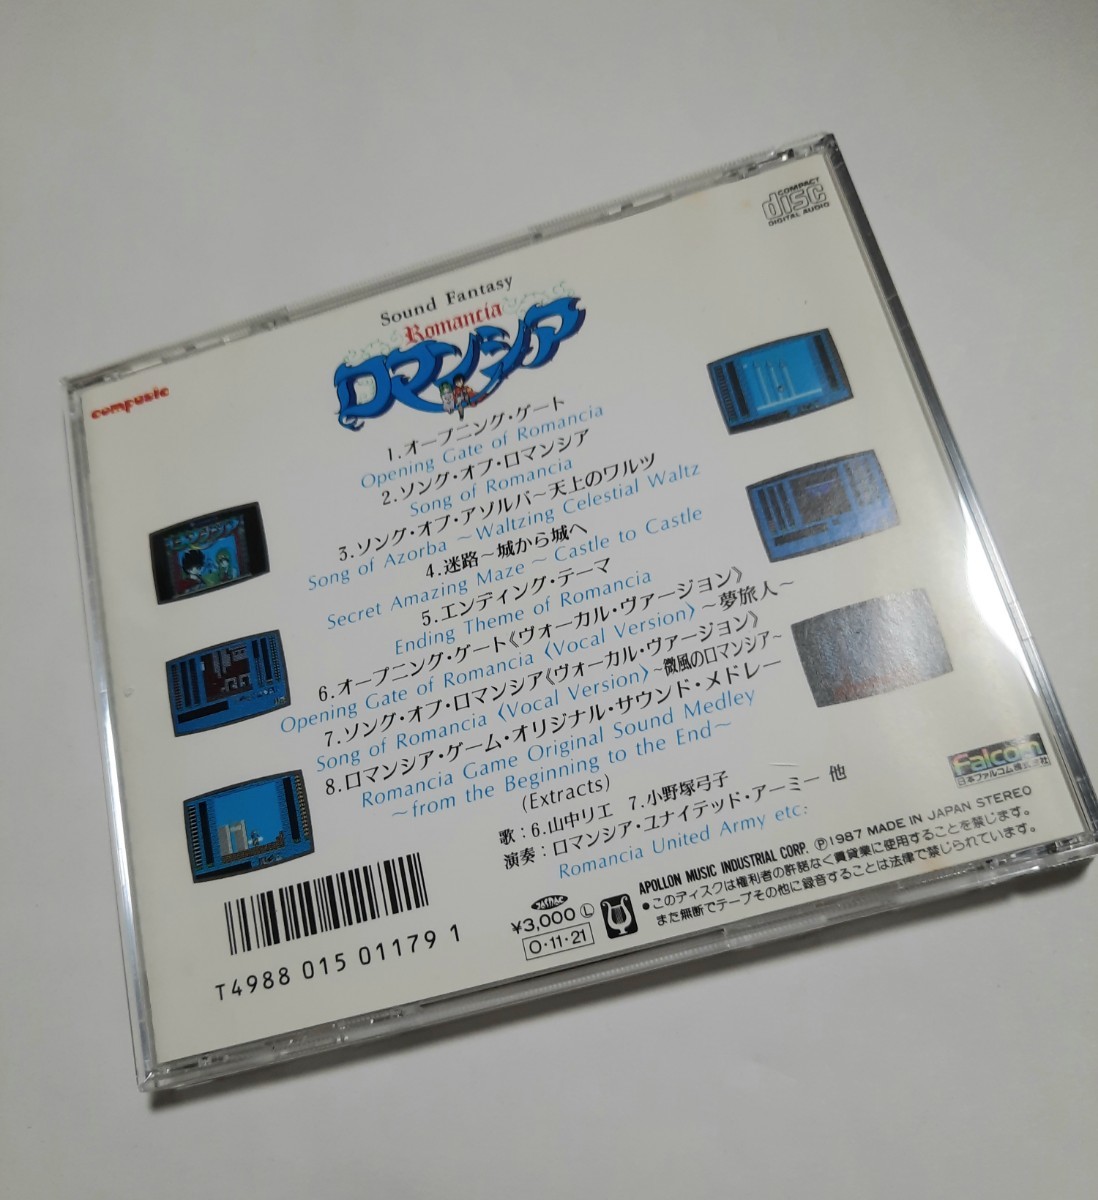 COMPACT
disc
DIGITAL AUDIO
Sound Fantasy
Romancia
ロマンシア
compusic
1.オープニング・ゲート
Opening Gate of Romancia
2.ソング・オブ・ロマンシア
Song of Romancia
3.ソング・オブ・アゾルバ～天上のワルツ
Song of Azorba ～Waltzing Celestial Waltz
4.迷路～城から城へ
Secret Amazing Maze ～ Castle to Castle
5.エンディング・テーマ
Ending Theme of Romancia
6.オープニング・ゲート《ヴォーカル・ヴァージョン》
Opening Gate of Romancia〈Vocal Version〉～夢旅人～
7.ソング・オブ・ロマンシア《ヴォーカル・ヴァージョン》
Song of Romancia〈Vocal Version〉～微風のロマンシア～
8.ロマンシア・ゲーム・オリジナル・サウンド・メドレー
Romancia Game Original Sound Medley
～from the Beginning to the End～
(Extracts)
歌：6.山中リエ 7.小野塚弓子
演奏：ロマンシア・ユナイテッド・アーミー 他
Romancia United Army etc:
Falcom
日本ファルコム株式会社
APOLLON MUSIC INDUSTRIAL CORP. Ⓟ1987 MADE IN JAPAN STEREO
●このディスクは権利者の許諾なく賃貸業に使用することを禁じます。
また無断でテープその他に録音することは法律で禁じられています。
JASRAC
¥3,000 Ⓛ
O・11・21
T4988 015 01179 1